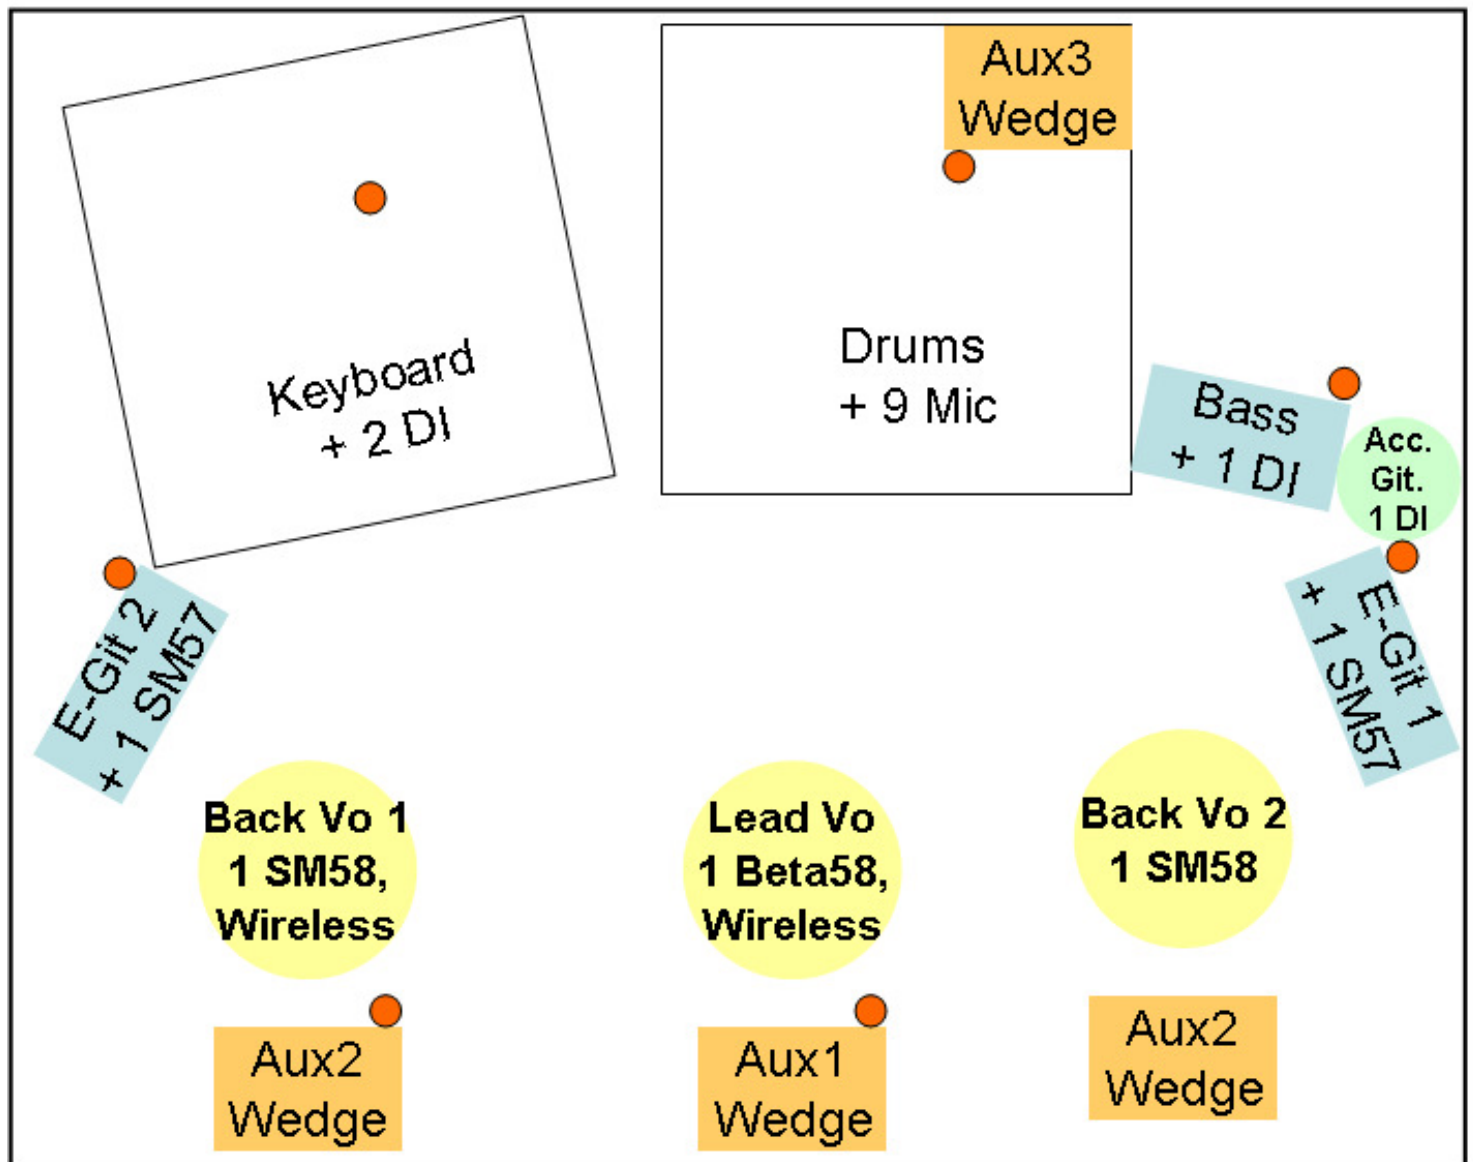 Aux3
Wedge
Keyboard
+ 2 DI
Drums
+ 9 Mic
Bass
+ 1 DI
Acc.
Git.
1 DI
E-Git 2
+ 1 SM57
E-Git 1
+ 1 SM57
Back Vo 1
1 SM58,
Wireless
Lead Vo
1 Beta58,
Wireless
Back Vo 2
1 SM58
Aux2
Wedge
Aux1
Wedge
Aux2
Wedge